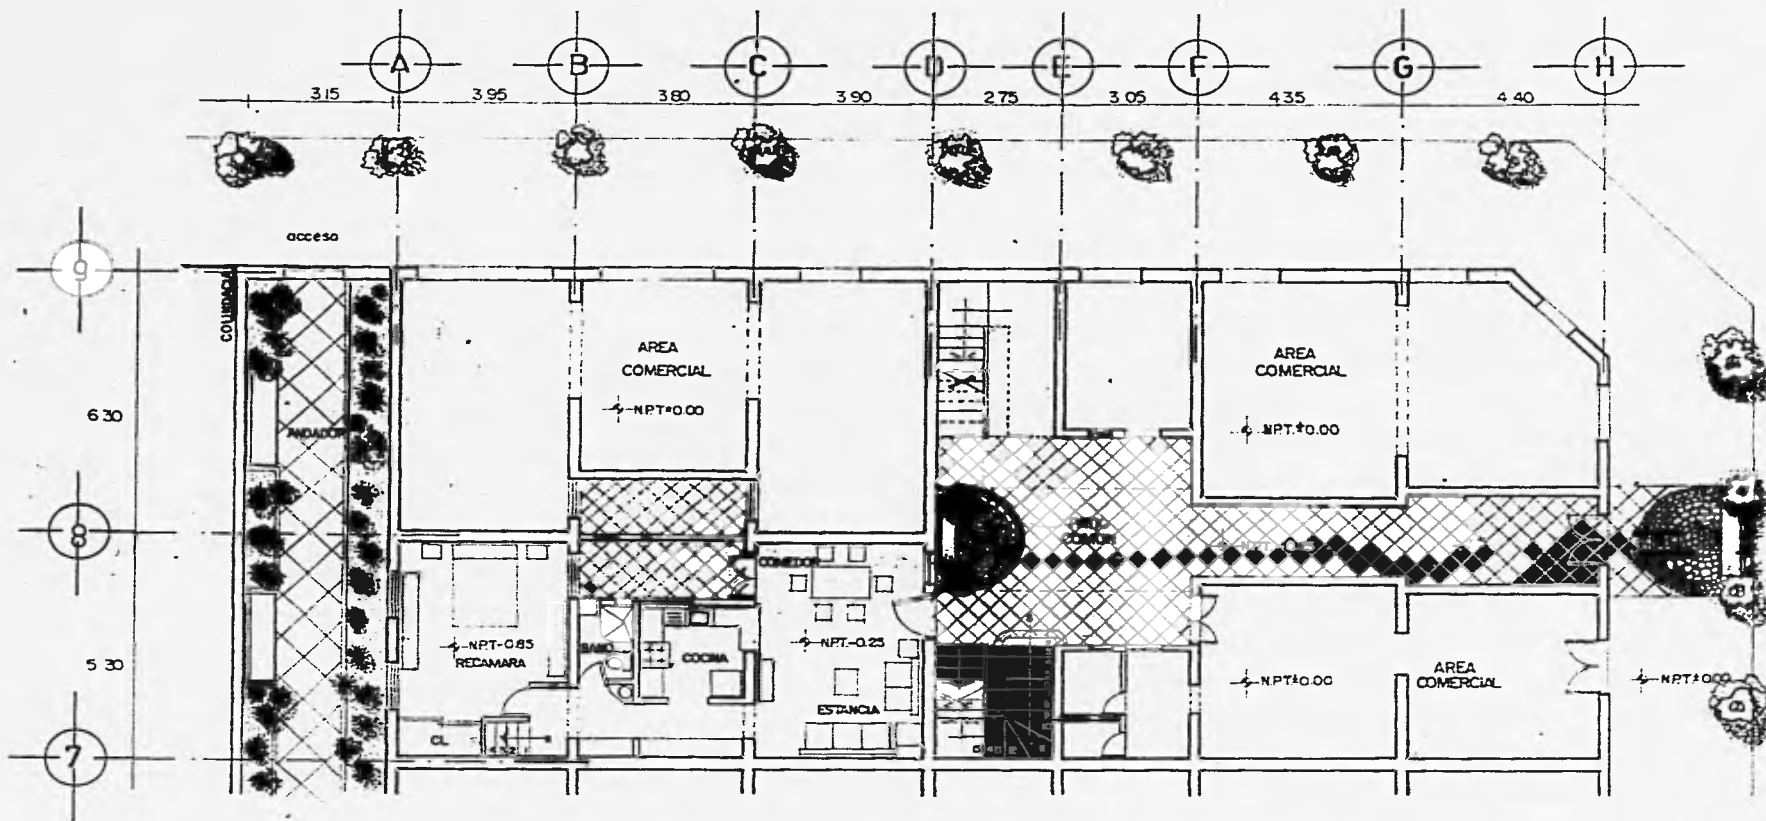 A B C D E F G H
3.15 3.95 3.80 3.90 2.75 3.05 4.35 4.40
acceso
9
COLINDANCIA
AREA
COMERCIAL
N.P.T±0.00
AREA
COMERCIAL
N.P.T.±0.00
6.30
ANDADOR
8
COMUN
COMEDOR
N.P.T-0.85
RECAMARA
BAÑO
COCINA
N.P.T.-0.25
ESTANCIA
5.30
N.P.T±0.00
AREA
COMERCIAL
N.P.T±0.00
CL
7